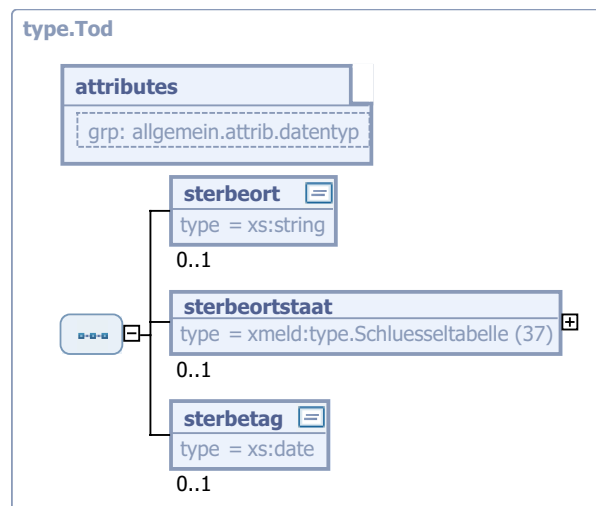 type.Tod
attributes
grp: allgemein.attrib.datentyp
sterbeort
type = xs:string
0..1
sterbeortstaat
type = xmeld:type.Schluesseltabelle (37)
0..1
sterbetag
type = xs:date
0..1